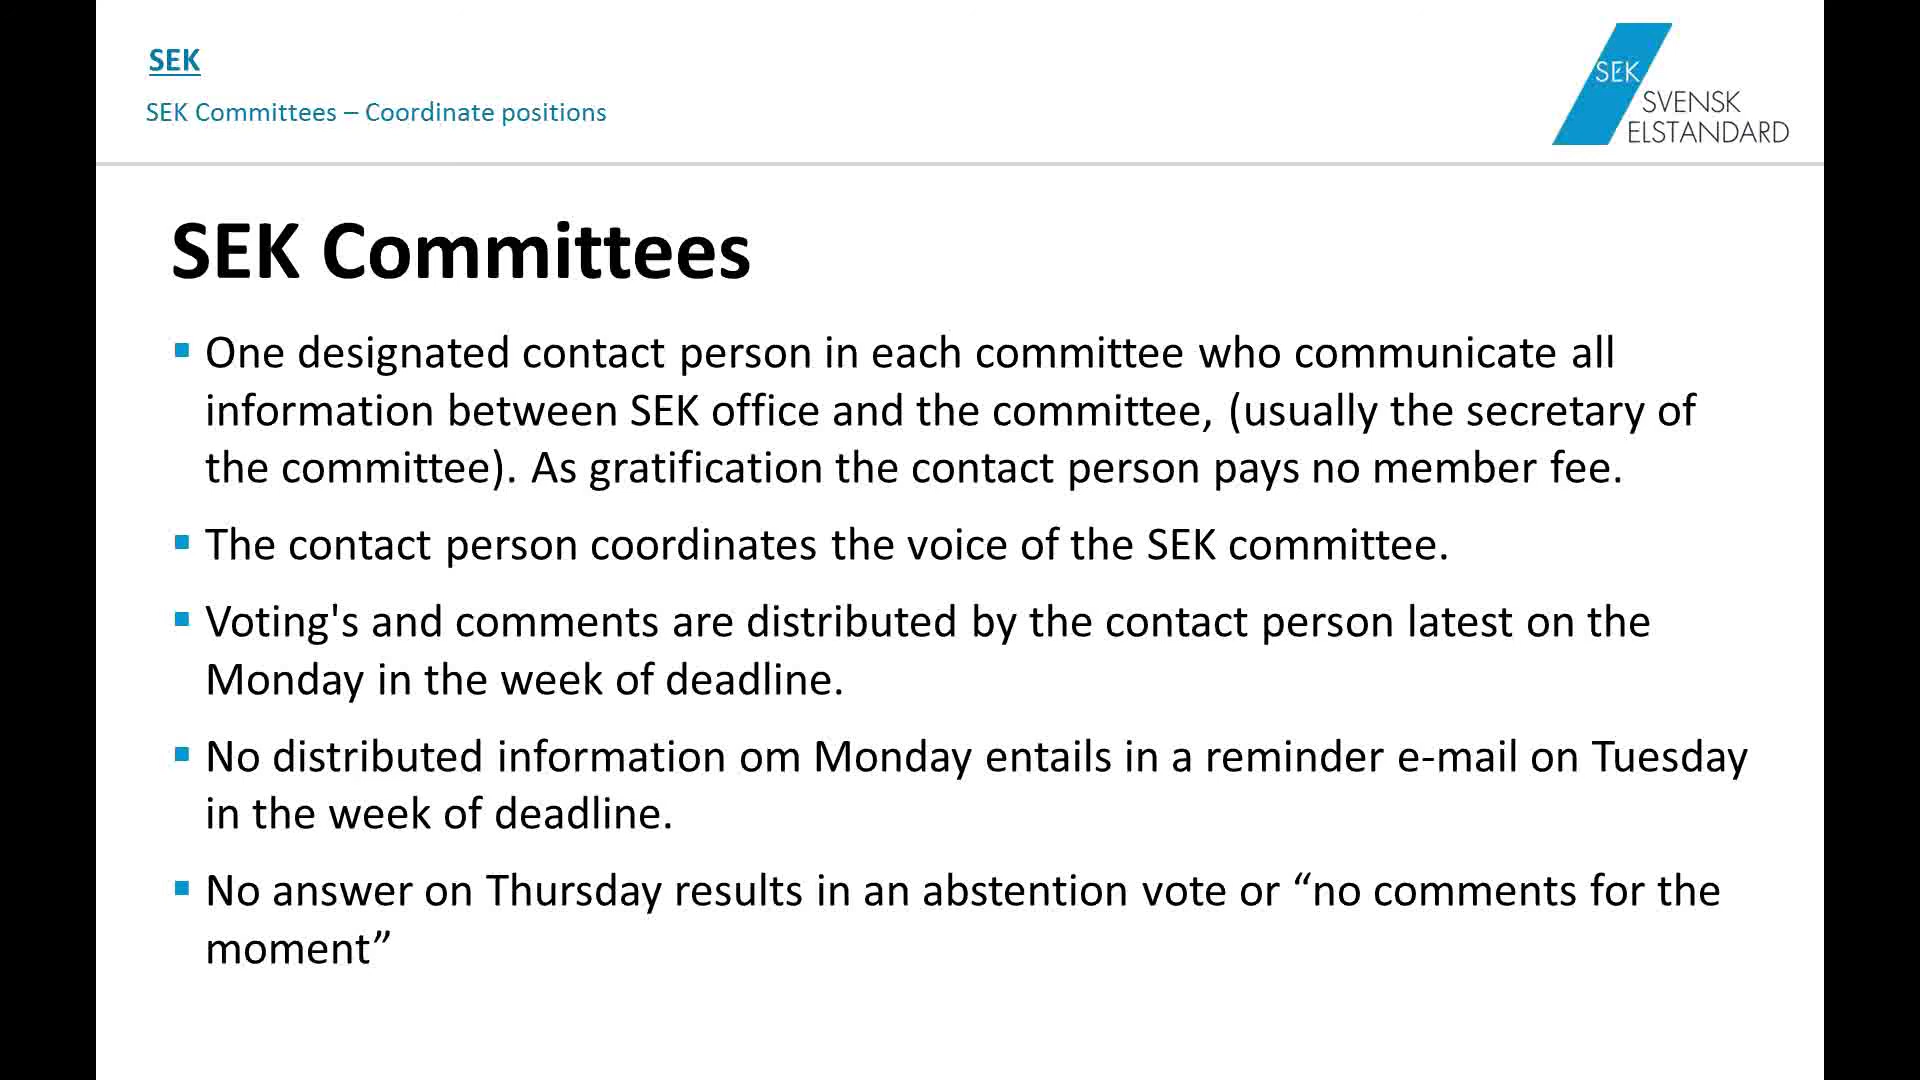 SEK
SEK Committees – Coordinate positions
SEK
SVENSK
ELSTANDARD
SEK Committees
▪ One designated contact person in each committee who communicate all
information between SEK office and the committee, (usually the secretary of
the committee). As gratification the contact person pays no member fee.
▪ The contact person coordinates the voice of the SEK committee.
▪ Voting's and comments are distributed by the contact person latest on the
Monday in the week of deadline.
▪ No distributed information om Monday entails in a reminder e-mail on Tuesday
in the week of deadline.
▪ No answer on Thursday results in an abstention vote or “no comments for the
moment”